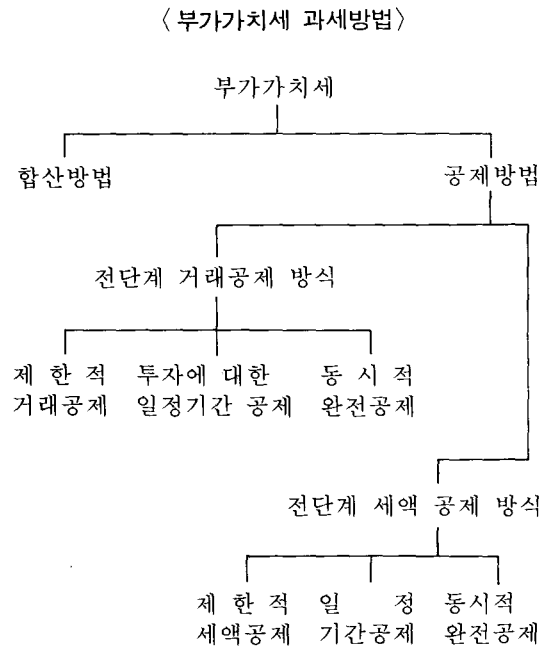 〈부가가치세 과세방법〉
부가가치세
합산방법
공제방법
전단계 거래공제 방식
제 한 적
거래공제
투자에 대한
일정기간 공제
동 시 적
완전공제
전단계 세액 공제 방식
제 한 적
세액공제
일 정
기간공제
동시적
완전공제